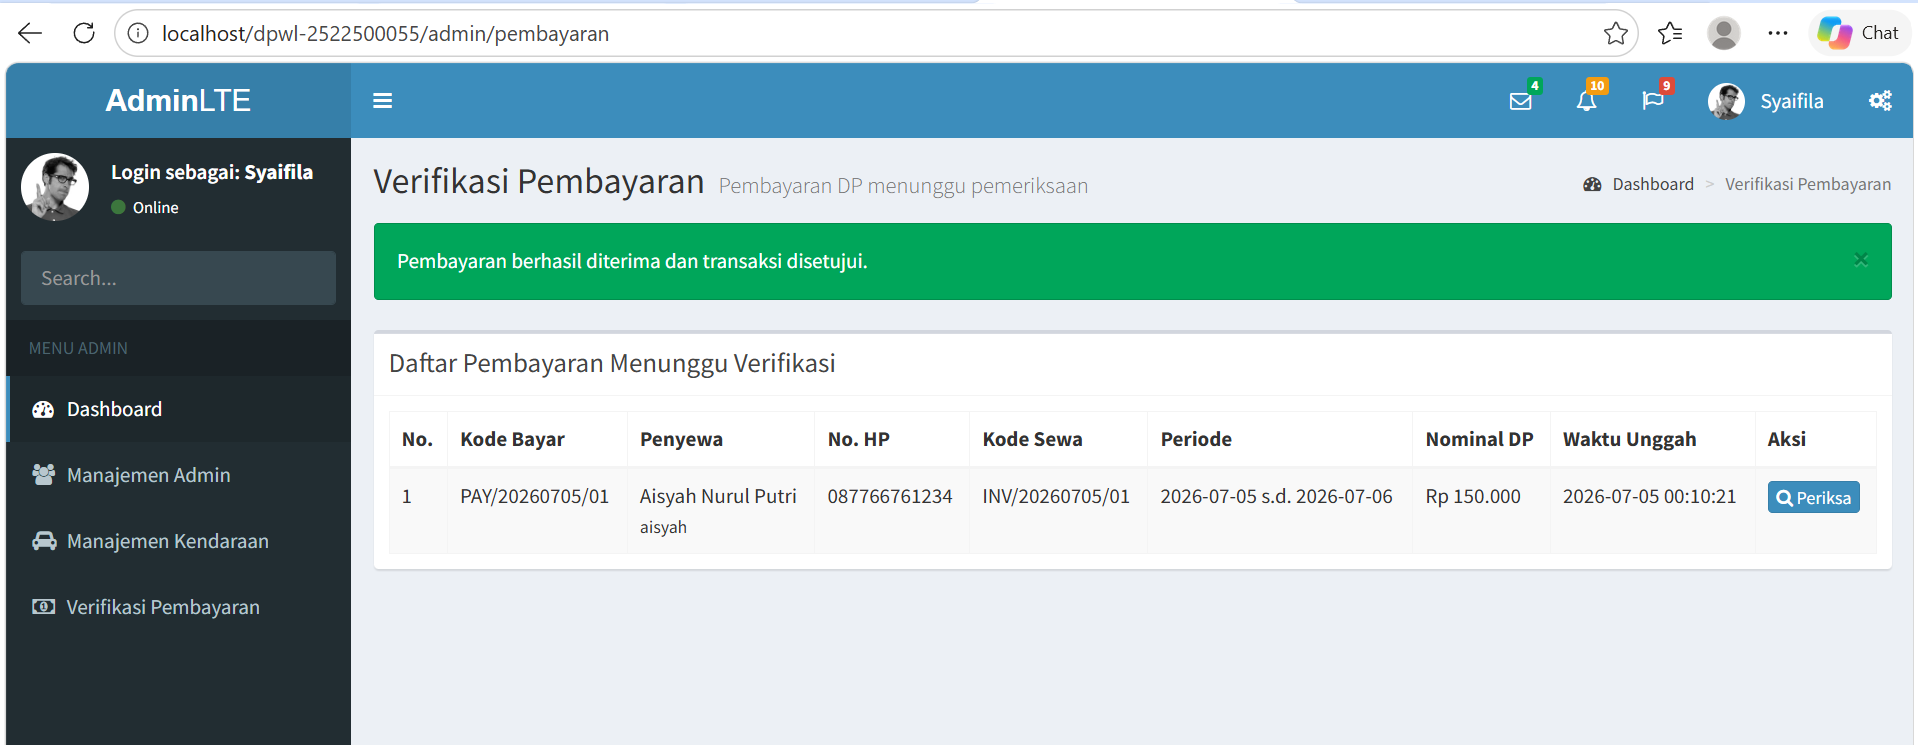 localhost/dpwl-2522500055/admin/pembayaran
Chat
AdminLTE
4
10
9
Syaifila
Login sebagai: Syaifila
Online
Search...
MENU ADMIN
Dashboard
Manajemen Admin
Manajemen Kendaraan
Verifikasi Pembayaran
Verifikasi Pembayaran Pembayaran DP menunggu pemeriksaan
Dashboard > Verifikasi Pembayaran
Pembayaran berhasil diterima dan transaksi disetujui.
×
Daftar Pembayaran Menunggu Verifikasi
No. Kode Bayar Penyewa No. HP Kode Sewa Periode Nominal DP Waktu Unggah Aksi
1 PAY/20260705/01 Aisyah Nurul Putri 087766761234 INV/20260705/01 2026-07-05 s.d. 2026-07-06 Rp 150.000 2026-07-05 00:10:21 Periksa
aisyah